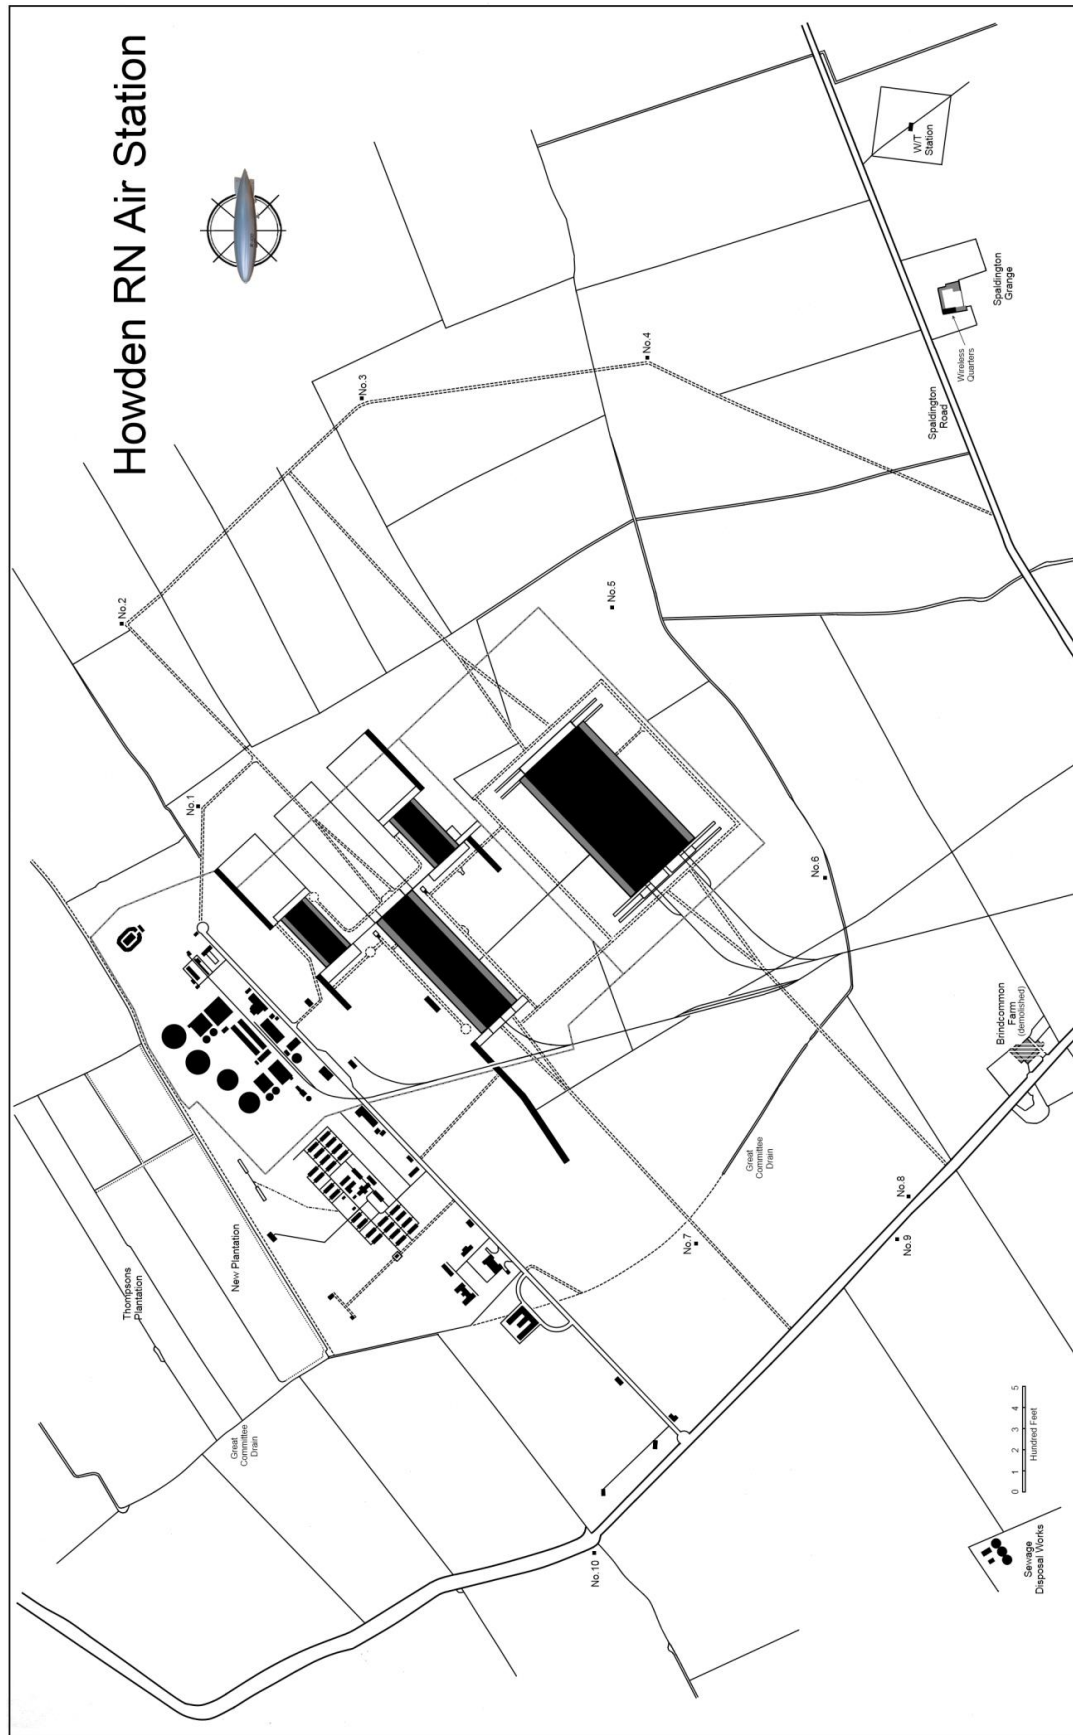 Howden RN Air Station
No.2
No.3
No.4
No.1
No.5
No.6
W/T
Station
Spaldington
Grange
Wireless
Quarters
Spaldington
Road
Thompsons
Plantation
New Plantation
Great
Committee
Drain
Great
Committee
Drain
Brindcommon
Farm
(demolished)
No.7
No.8
No.9
No.10
0 1 2 3 4 5
Hundred Feet
Sewage
Disposal Works